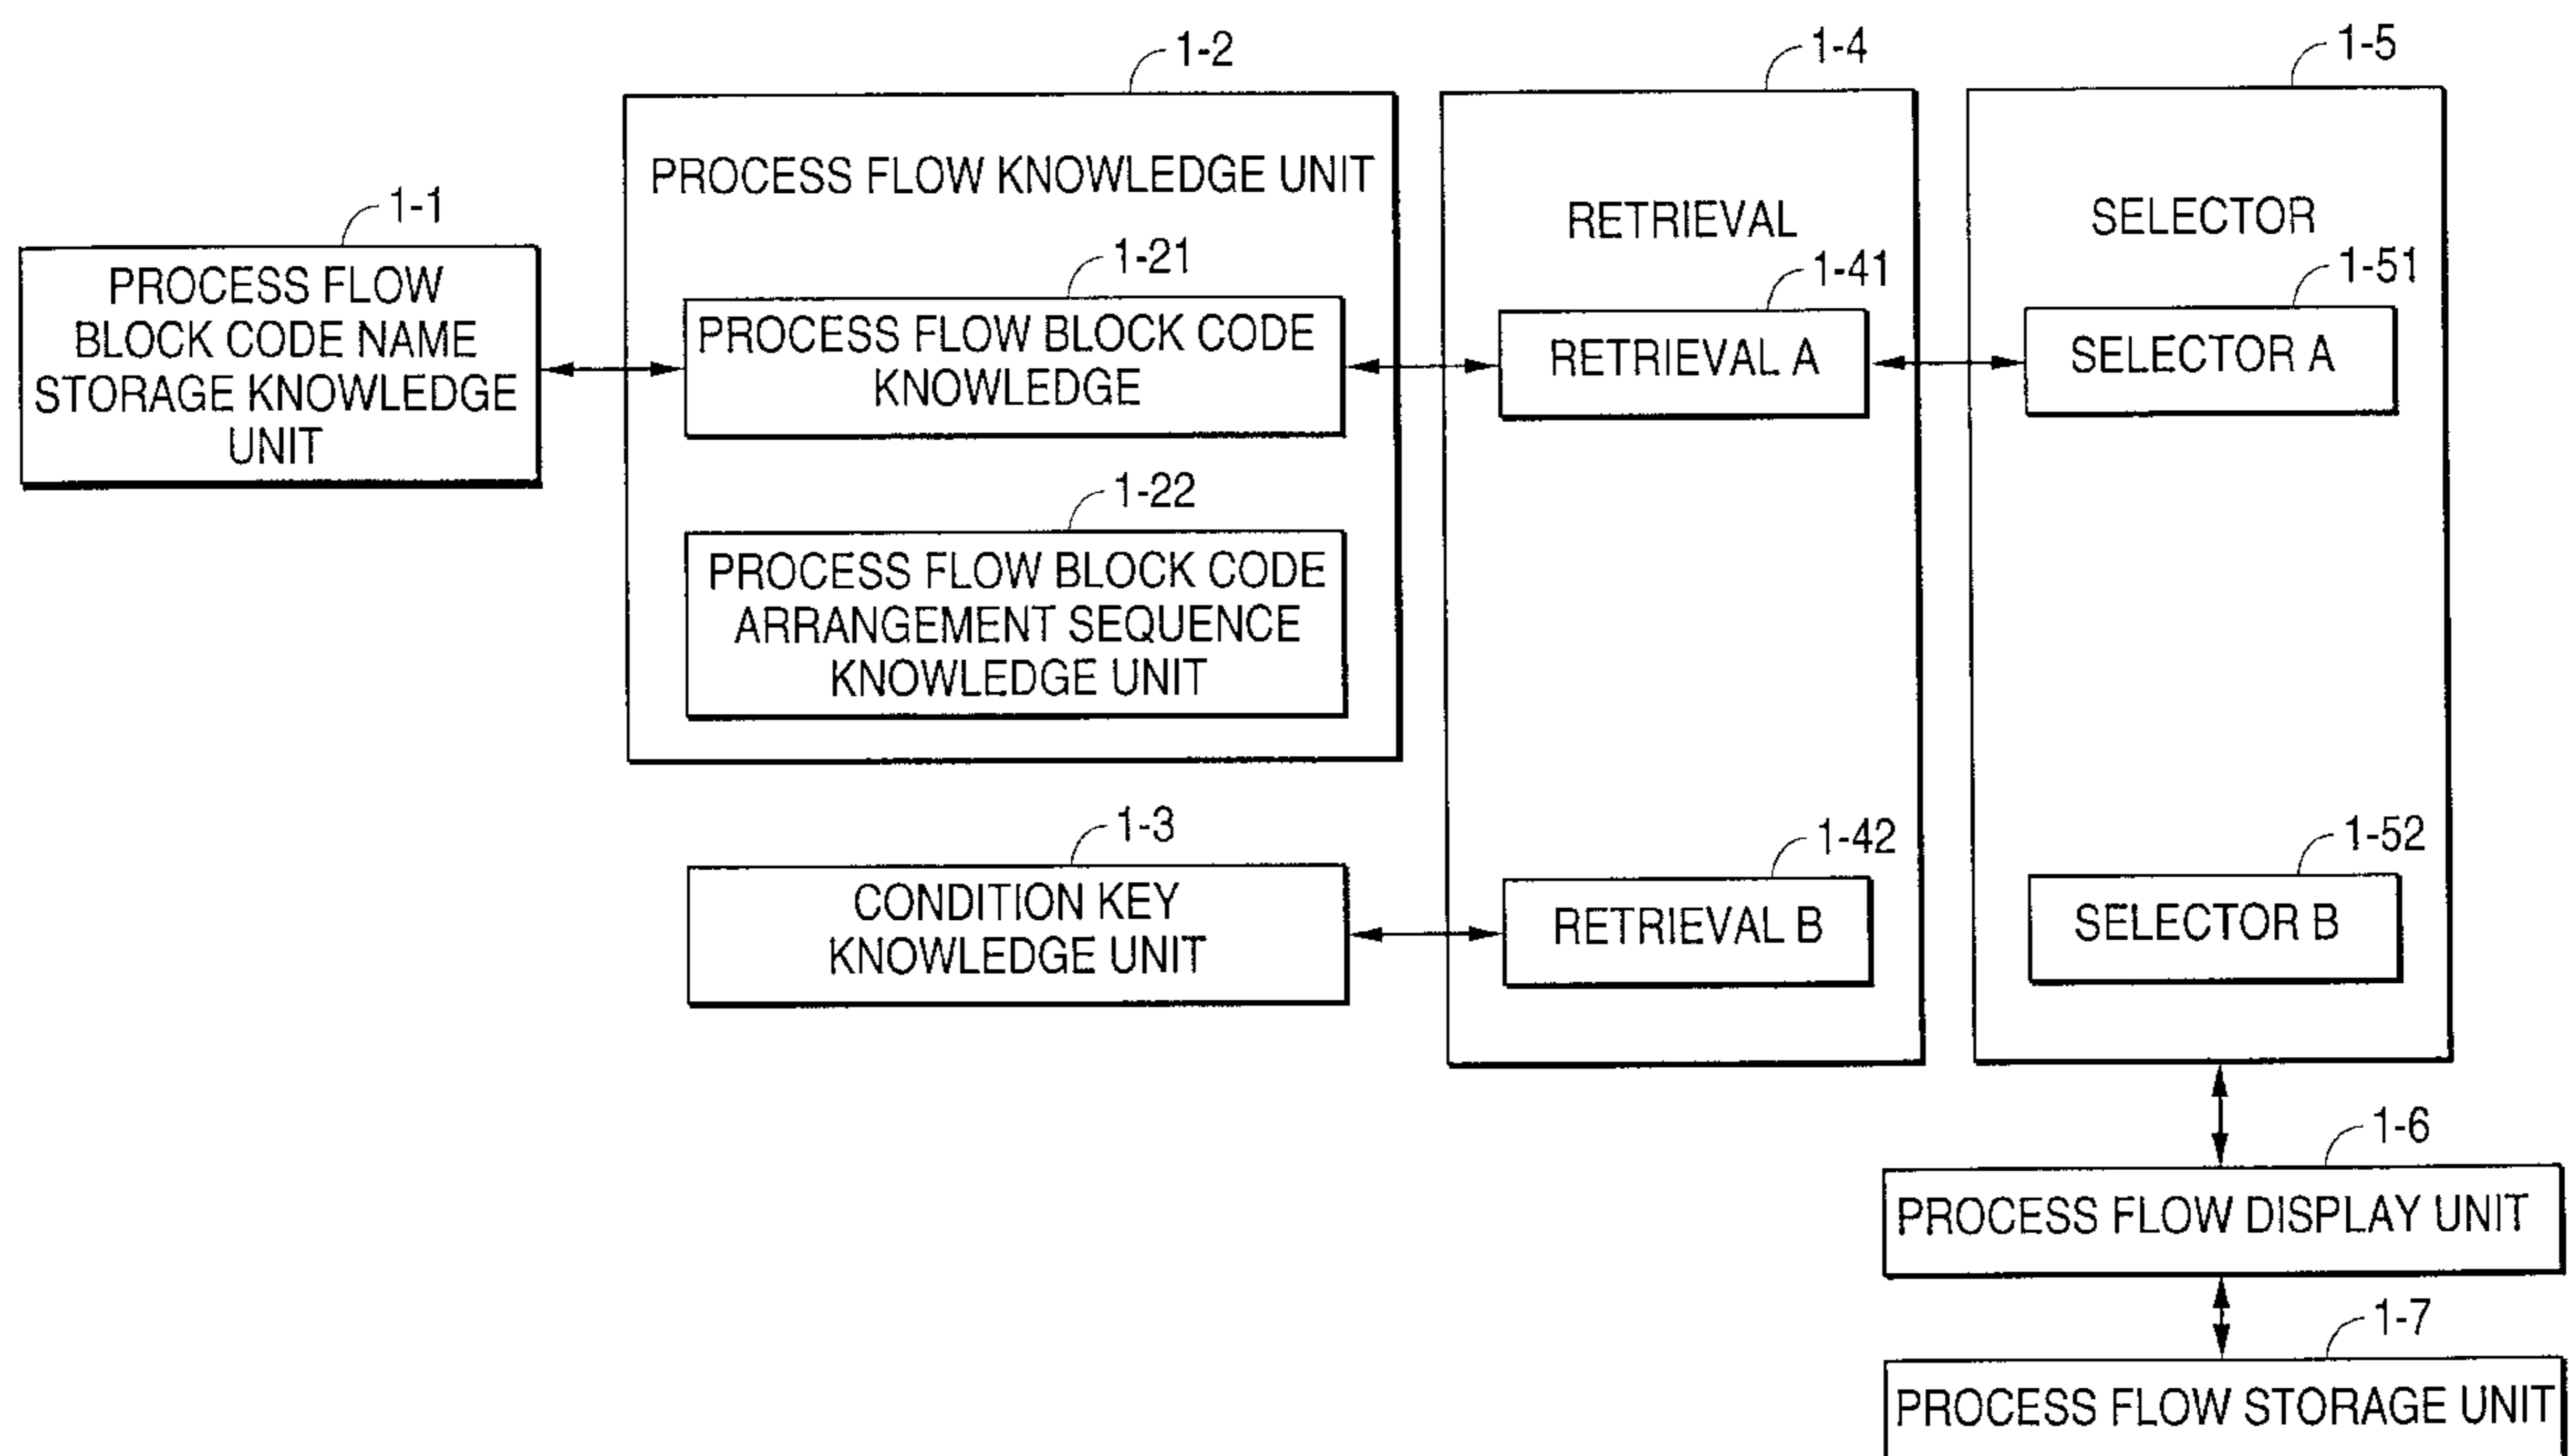 1-1
PROCESS FLOW
BLOCK CODE NAME
STORAGE KNOWLEDGE
UNIT
1-2
PROCESS FLOW KNOWLEDGE UNIT
1-21
PROCESS FLOW BLOCK CODE
KNOWLEDGE
1-22
PROCESS FLOW BLOCK CODE
ARRANGEMENT SEQUENCE
KNOWLEDGE UNIT
1-3
CONDITION KEY
KNOWLEDGE UNIT
1-4
RETRIEVAL
1-41
RETRIEVAL A
1-42
RETRIEVAL B
1-5
SELECTOR
1-51
SELECTOR A
1-52
SELECTOR B
1-6
PROCESS FLOW DISPLAY UNIT
1-7
PROCESS FLOW STORAGE UNIT